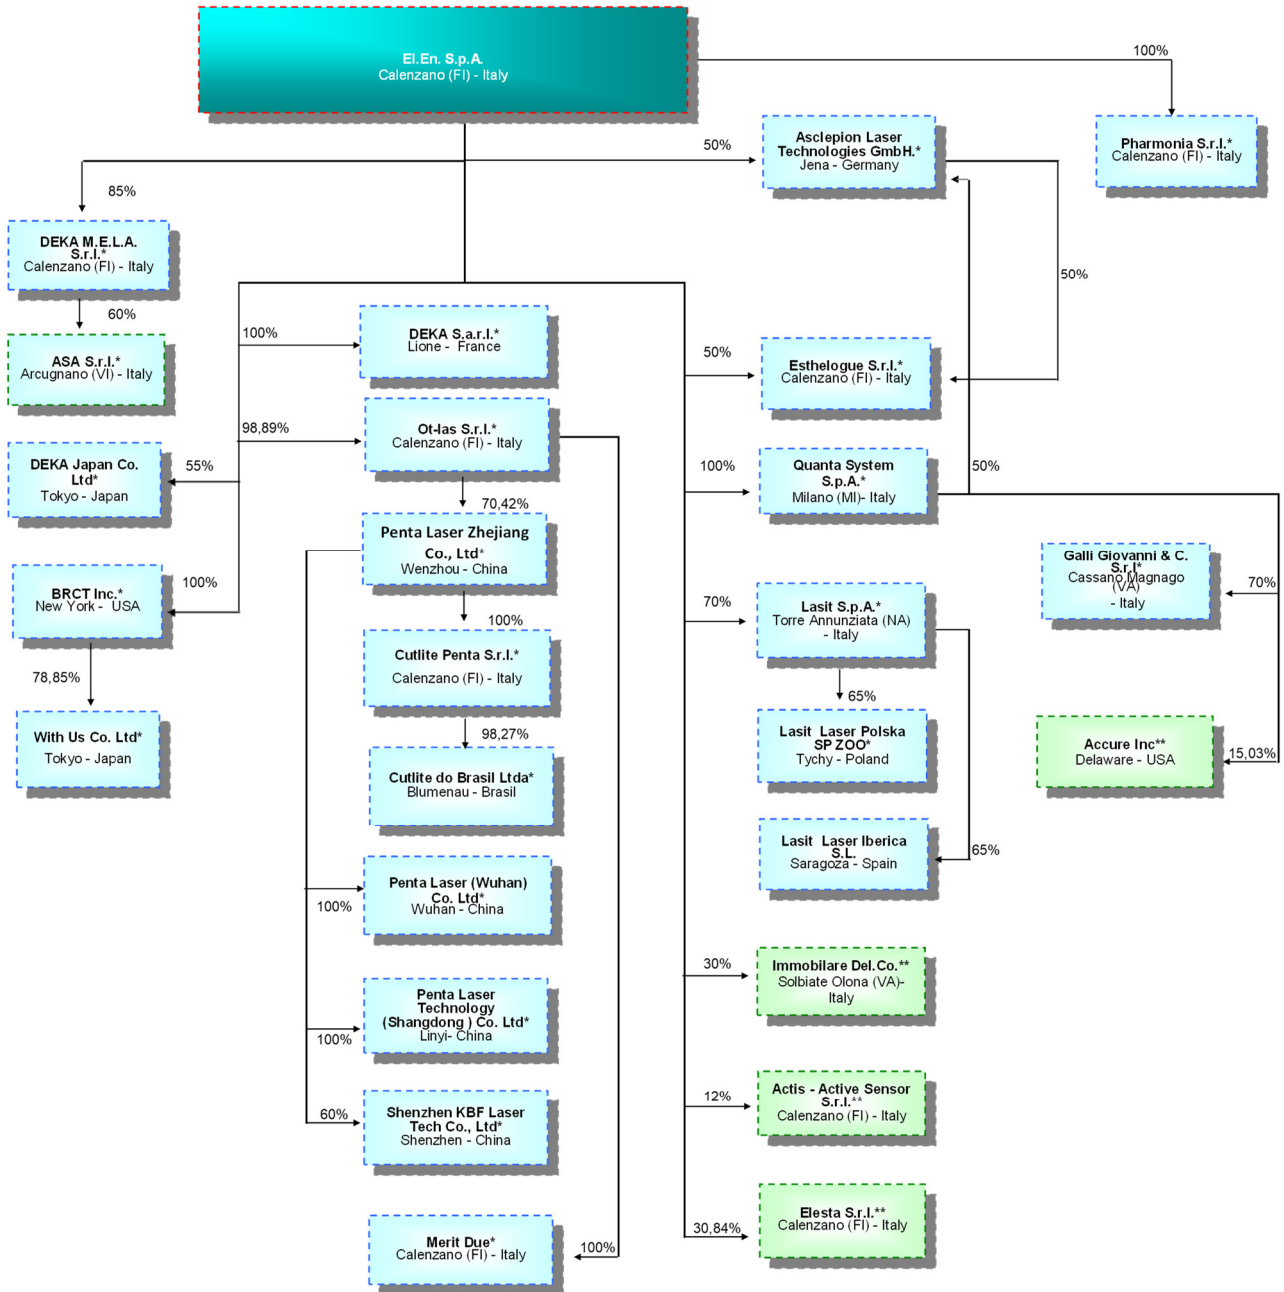 El.En. S.p.A.
Calenzano (FI) - Italy
100%
Asclepion Laser
Technologies GmbH.*
Jena - Germany
50%
Pharmonia S.r.l.*
Calenzano (FI) - Italy
85%
DEKA M.E.L.A.
S.r.l.*
Calenzano (FI) - Italy
50%
60%
ASA S.r.l.*
Arcugnano (VI) - Italy
100%
DEKA S.a.r.l.*
Lione - France
50%
Esthelogue S.r.l.*
Calenzano (FI) - Italy
98,89%
Ot-las S.r.l.*
Calenzano (FI) - Italy
DEKA Japan Co.
Ltd*
Tokyo - Japan
55%
100%
Quanta System
S.p.A.*
Milano (MI)- Italy
50%
70,42%
Penta Laser Zhejiang
Co., Ltd*
Wenzhou - China
Galli Giovanni & C.
S.r.l*
Cassano Magnago
(VA)
- Italy
70%
BRCT Inc.*
New York - USA
100%
70%
Lasit S.p.A.*
Torre Annunziata (NA)
- Italy
100%
Cutlite Penta S.r.l.*
Calenzano (FI) - Italy
78,85%
65%
With Us Co. Ltd*
Tokyo - Japan
98,27%
Lasit Laser Polska
SP ZOO*
Tychy - Poland
Accure Inc**
Delaware - USA
15,03%
Cutlite do Brasil Ltda*
Blumenau - Brasil
Lasit Laser Iberica
S.L.
Saragoza - Spain
65%
Penta Laser (Wuhan)
Co. Ltd*
Wuhan - China
100%
30%
Immobilare Del.Co.**
Solbiate Olona (VA)-
Italy
Penta Laser
Technology
(Shangdong ) Co. Ltd*
Linyi- China
100%
12%
Actis - Active Sensor
S.r.l.**
Calenzano (FI) - Italy
60%
Shenzhen KBF Laser
Tech Co., Ltd*
Shenzhen - China
30,84%
Elesta S.r.l.**
Calenzano (FI) - Italy
Merit Due*
Calenzano (FI) - Italy
100%